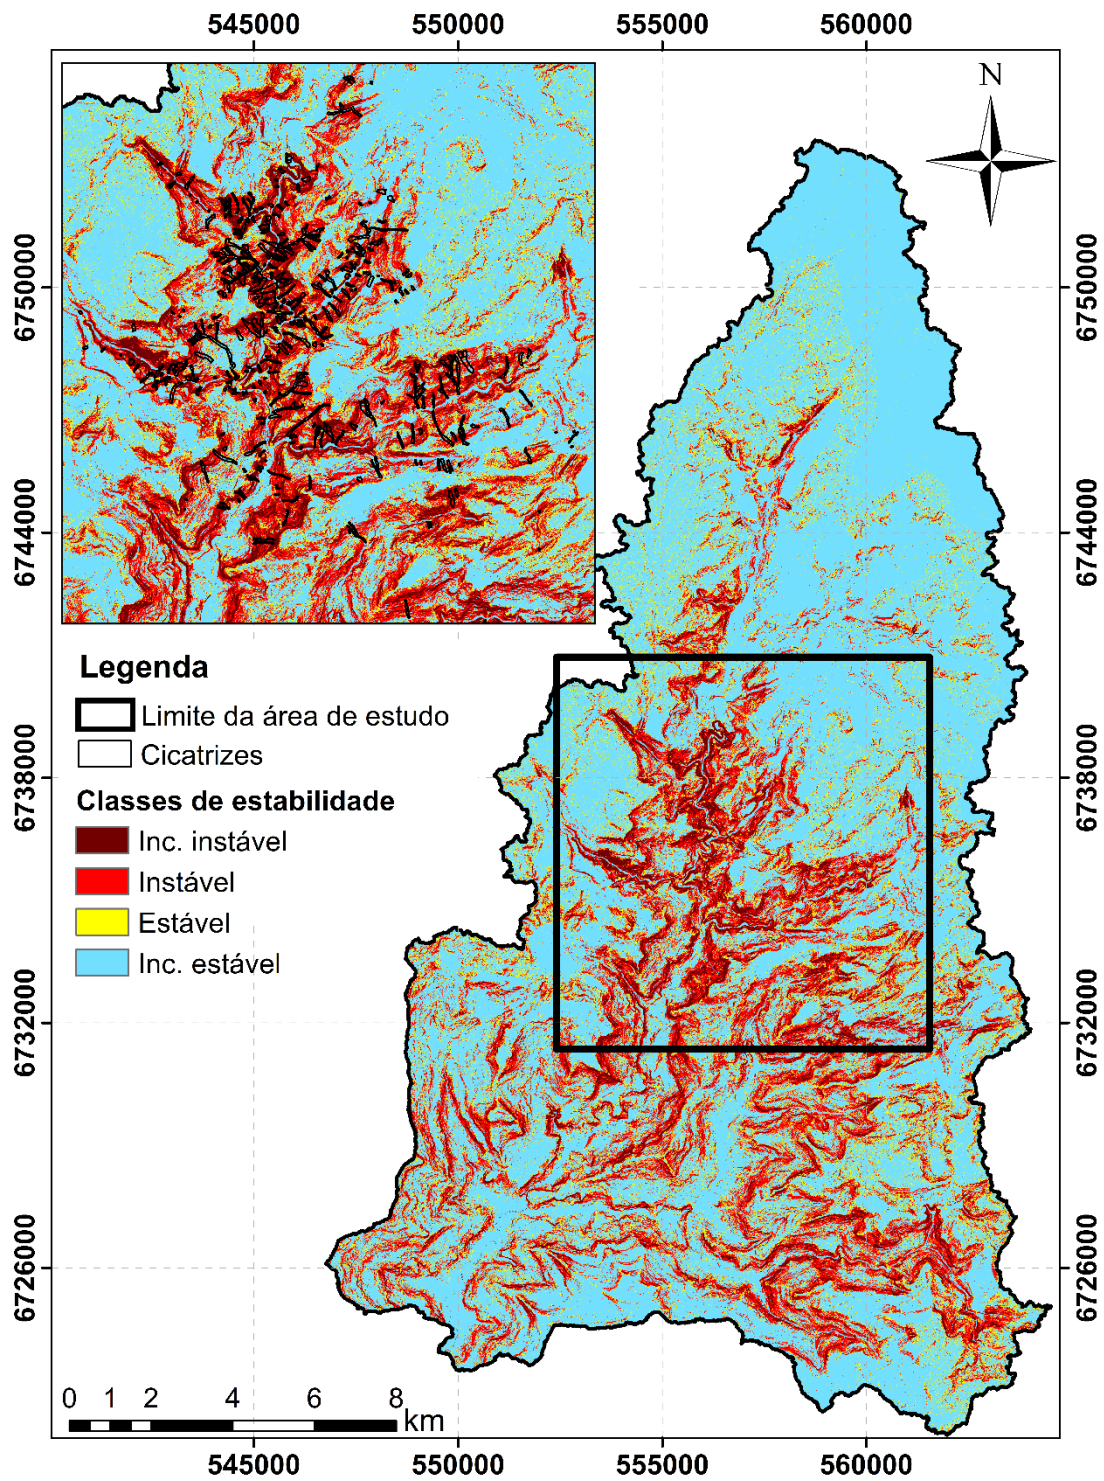 545000 550000 555000 560000
N
6750000
6750000
6744000
6744000
Legenda
Limite da área de estudo
Cicatrizes
Classes de estabilidade
Inc. instável
Instável
Estável
Inc. estável
6738000
6738000
6732000
6732000
6726000
6726000
0 1 2 4 6 8
km
545000 550000 555000 560000